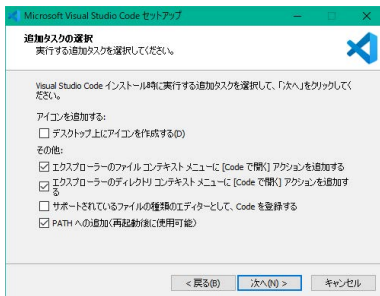 Microsoft Visual Studio Code セットアップ
追加タスクの選択
実行する追加タスクを選択してください。
Visual Studio Code インストール時に実行する追加タスクを選択して、「次へ」をクリックしてく
ださい。
アイコンを追加する:
デスクトップ上にアイコンを作成する(D)
その他:
エクスプローラーのファイル コンテキスト メニューに [Code で開く] アクションを追加する
エクスプローラーのディレクトリ コンテキスト メニューに [Code で開く] アクションを追加す
る
サポートされているファイルの種類のエディターとして、Code を登録する
PATH への追加（再起動後に使用可能）
< 戻る(B) 次へ(N) > キャンセル